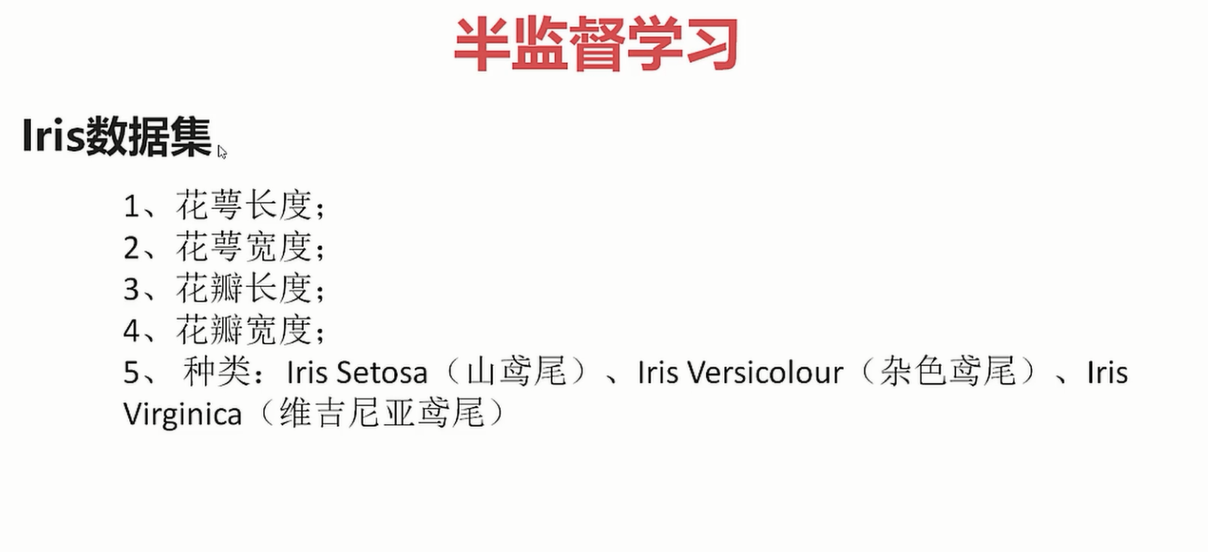 半监督学习
Iris数据集
1、花萼长度；
2、花萼宽度；
3、花瓣长度；
4、花瓣宽度；
5、 种类：Iris Setosa（山鸢尾）、Iris Versicolour（杂色鸢尾）、Iris
Virginica（维吉尼亚鸢尾）